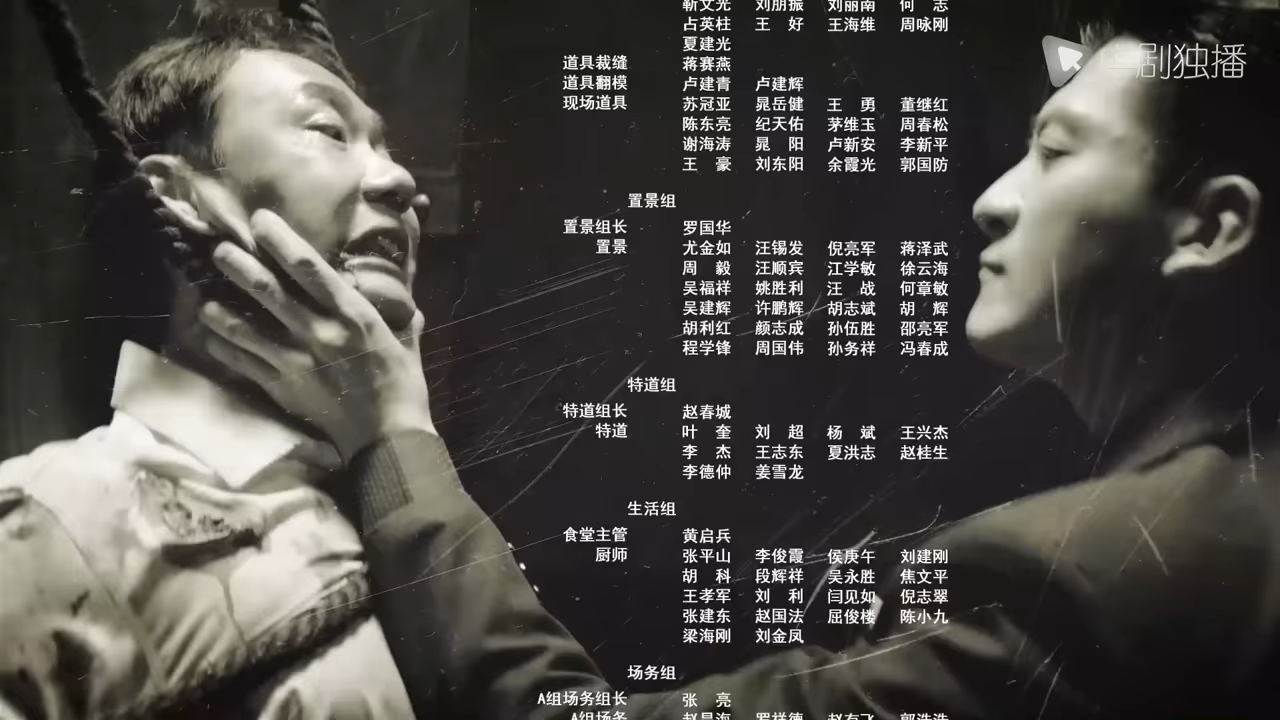 靳文光 刘朋振 刘丽南 何 志
占英柱 王 好 王海维 周咏刚
夏建光
道具裁缝 蒋赛燕
道具翻模 卢建青 卢建辉
现场道具 苏冠亚 晁岳健 王 勇 董继红
陈东亮 纪天佑 茅维玉 周春松
谢海涛 晁 阳 卢新安 李新平
王 豪 刘东阳 余霞光 郭国防
置景组
置景组长 罗国华
置景 尤金如 汪锡发 倪亮军 蒋泽武
周 毅 汪顺宾 江学敏 徐云海
吴福祥 姚胜利 汪 战 何章敏
吴建辉 许鹏辉 胡志斌 胡 辉
胡利红 颜志成 孙伍胜 邵亮军
程学锋 周国伟 孙务祥 冯春成
特道组
特道组长 赵春城
特道 叶 奎 刘 超 杨 斌 王兴杰
李 杰 王志东 夏洪志 赵桂生
李德仲 姜雪龙
生活组
食堂主管 黄启兵
厨师 张平山 李俊霞 侯庚午 刘建刚
胡 科 段辉祥 吴永胜 焦文平
王孝军 刘 利 闫见如 倪志翠
张建东 赵国法 屈俊楼 陈小九
梁海刚 刘金凤
场务组
A组场务组长 张 亮
A组场务
剧独播